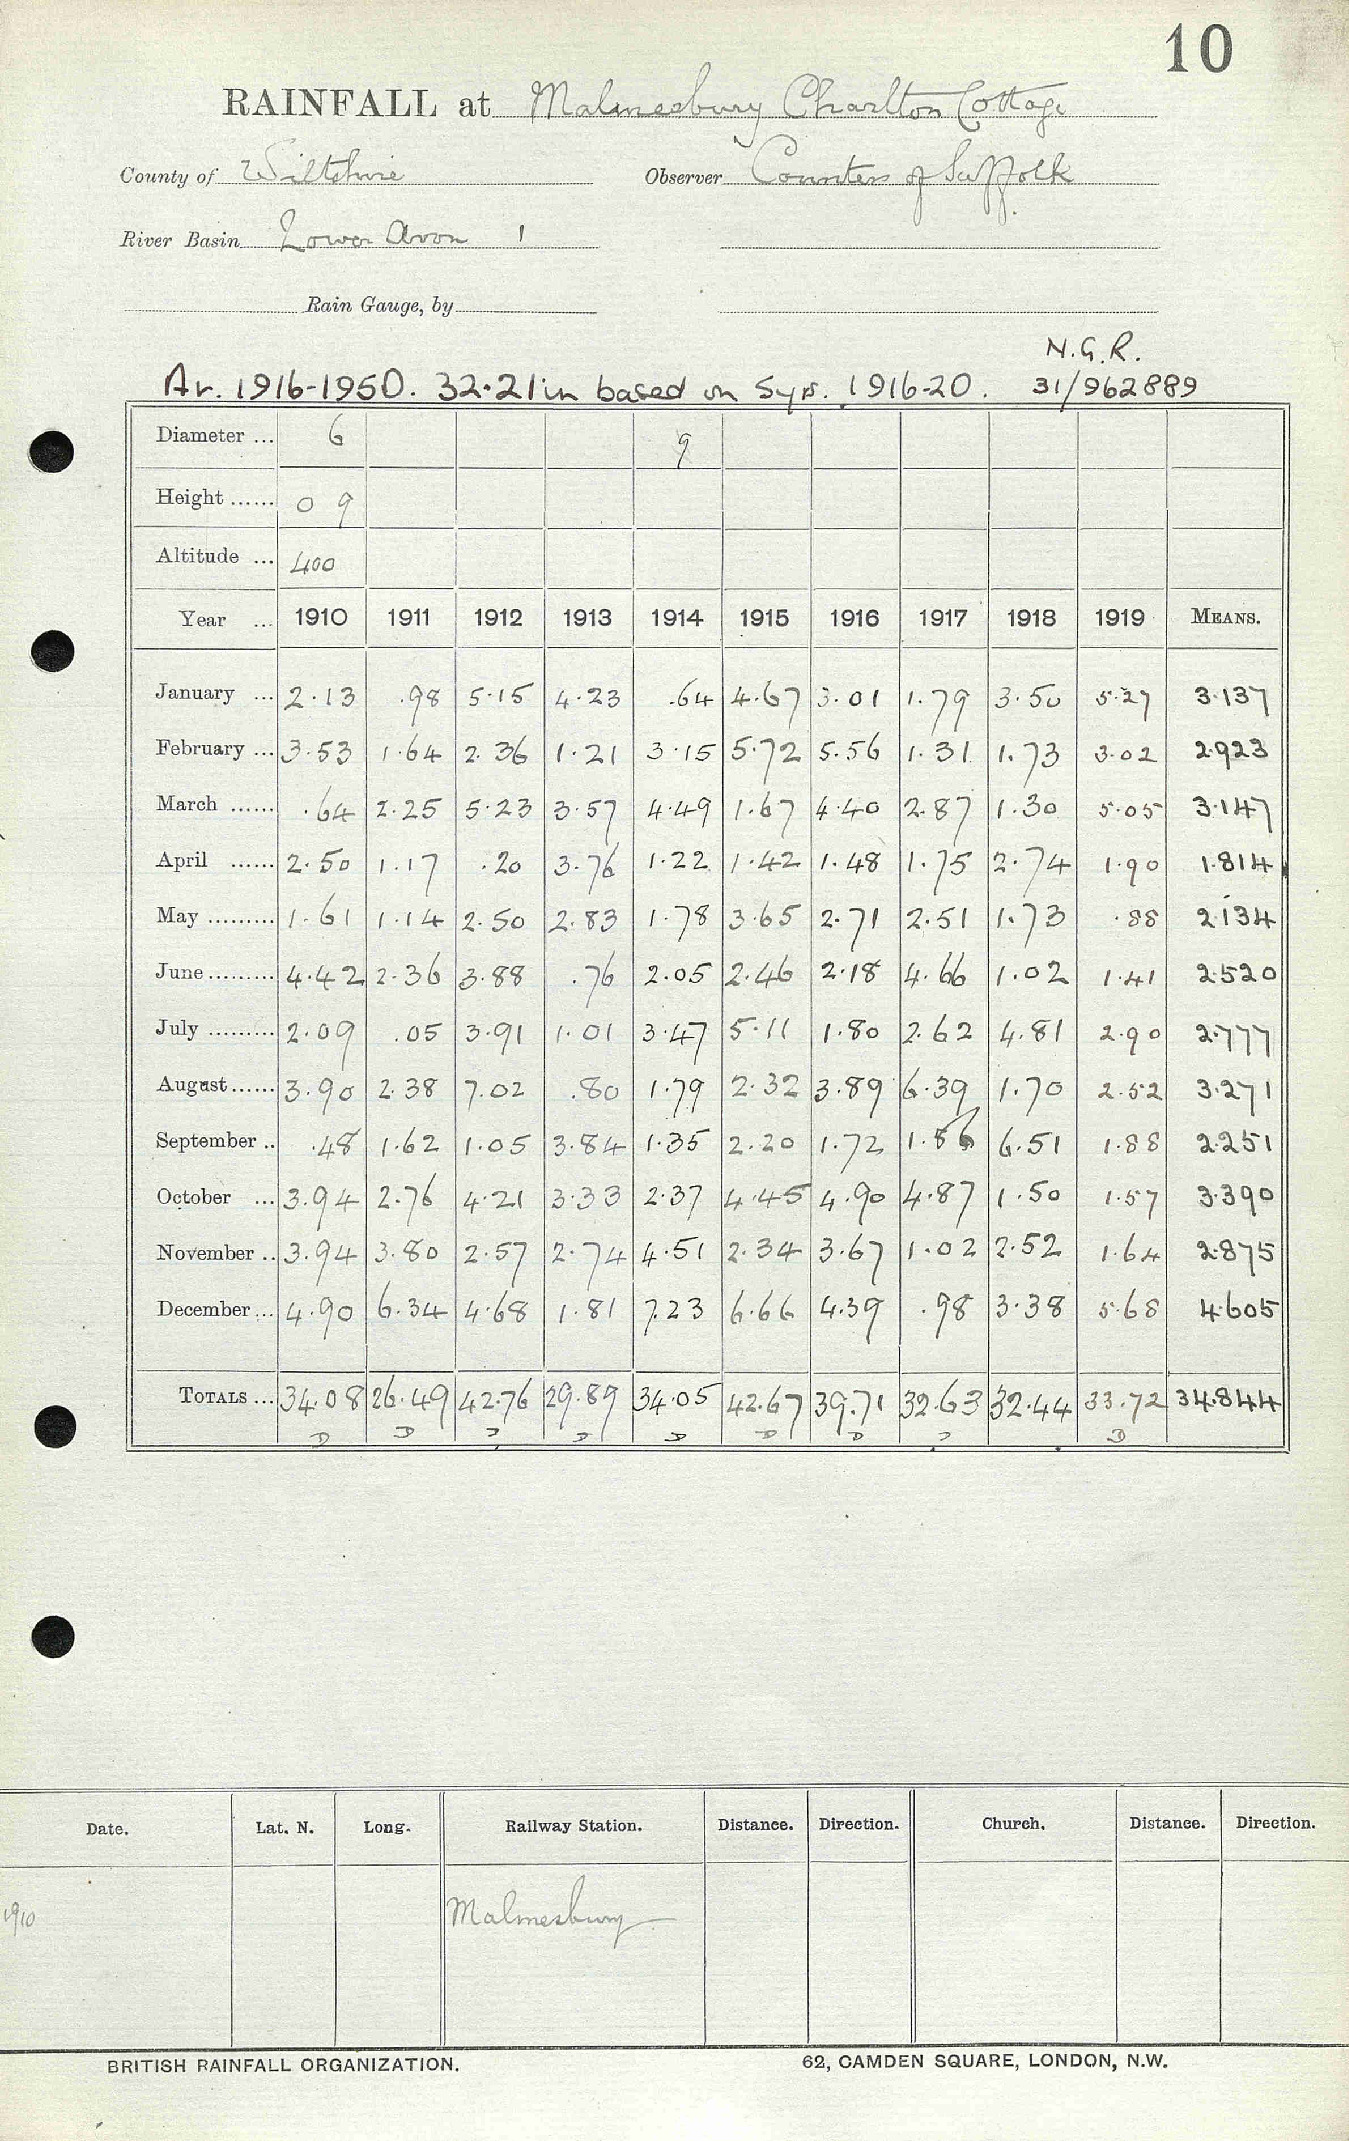 10
RAINFALL at Malmesbury Charlton Cottage
County of Wiltshire Observer Countess of Suffolk
River Basin Lower Avon 1
Rain Gauge, by
N.G.R.
Av. 1916-1950. 32.21 in based on 5 yrs. 1916-20. 31/962889
Diameter ... 6 9
Height ...... 0 9
Altitude ... 400
Year ... 1910 1911 1912 1913 1914 1915 1916 1917 1918 1919 MEANS.
January ... 2.13 .98 5.15 4.23 .64 4.67 3.01 1.79 3.50 5.27 3.137
February ... 3.53 1.64 2.36 1.21 3.15 5.72 5.56 1.31 1.73 3.02 2.923
March ...... .64 2.25 5.23 3.57 4.49 1.67 4.40 2.87 1.30 5.05 3.147
April ...... 2.50 1.17 .20 3.76 1.22 1.42 1.48 1.75 2.74 1.90 1.814
May ......... 1.61 1.14 2.50 2.83 1.78 3.65 2.71 2.51 1.73 .88 2.134
June ......... 4.42 2.36 3.88 .76 2.05 2.46 2.18 4.66 1.02 1.41 2.520
July ......... 2.09 .05 3.91 1.01 3.47 5.11 1.80 2.62 4.81 2.90 2.777
August ...... 3.90 2.38 7.02 .80 1.79 2.32 3.89 6.39 1.70 2.52 3.271
September .. .48 1.62 1.05 3.84 1.35 2.20 1.72 1.86 6.51 1.88 2.251
October ... 3.94 2.76 4.21 3.33 2.37 4.45 4.90 4.87 1.50 1.57 3.390
November .. 3.94 3.80 2.57 2.74 4.51 2.34 3.67 1.02 2.52 1.64 2.875
December ... 4.90 6.34 4.68 1.81 7.23 6.66 4.39 .98 3.38 5.68 4.605
TOTALS ... 34.08 26.49 42.76 29.89 34.05 42.67 39.71 32.63 32.44 33.72 34.844
D D D D D D D D D
Date. Lat. N. Long. Railway Station. Distance. Direction. Church. Distance. Direction.
1910 Malmesbury
BRITISH RAINFALL ORGANIZATION. 62, CAMDEN SQUARE, LONDON, N.W.